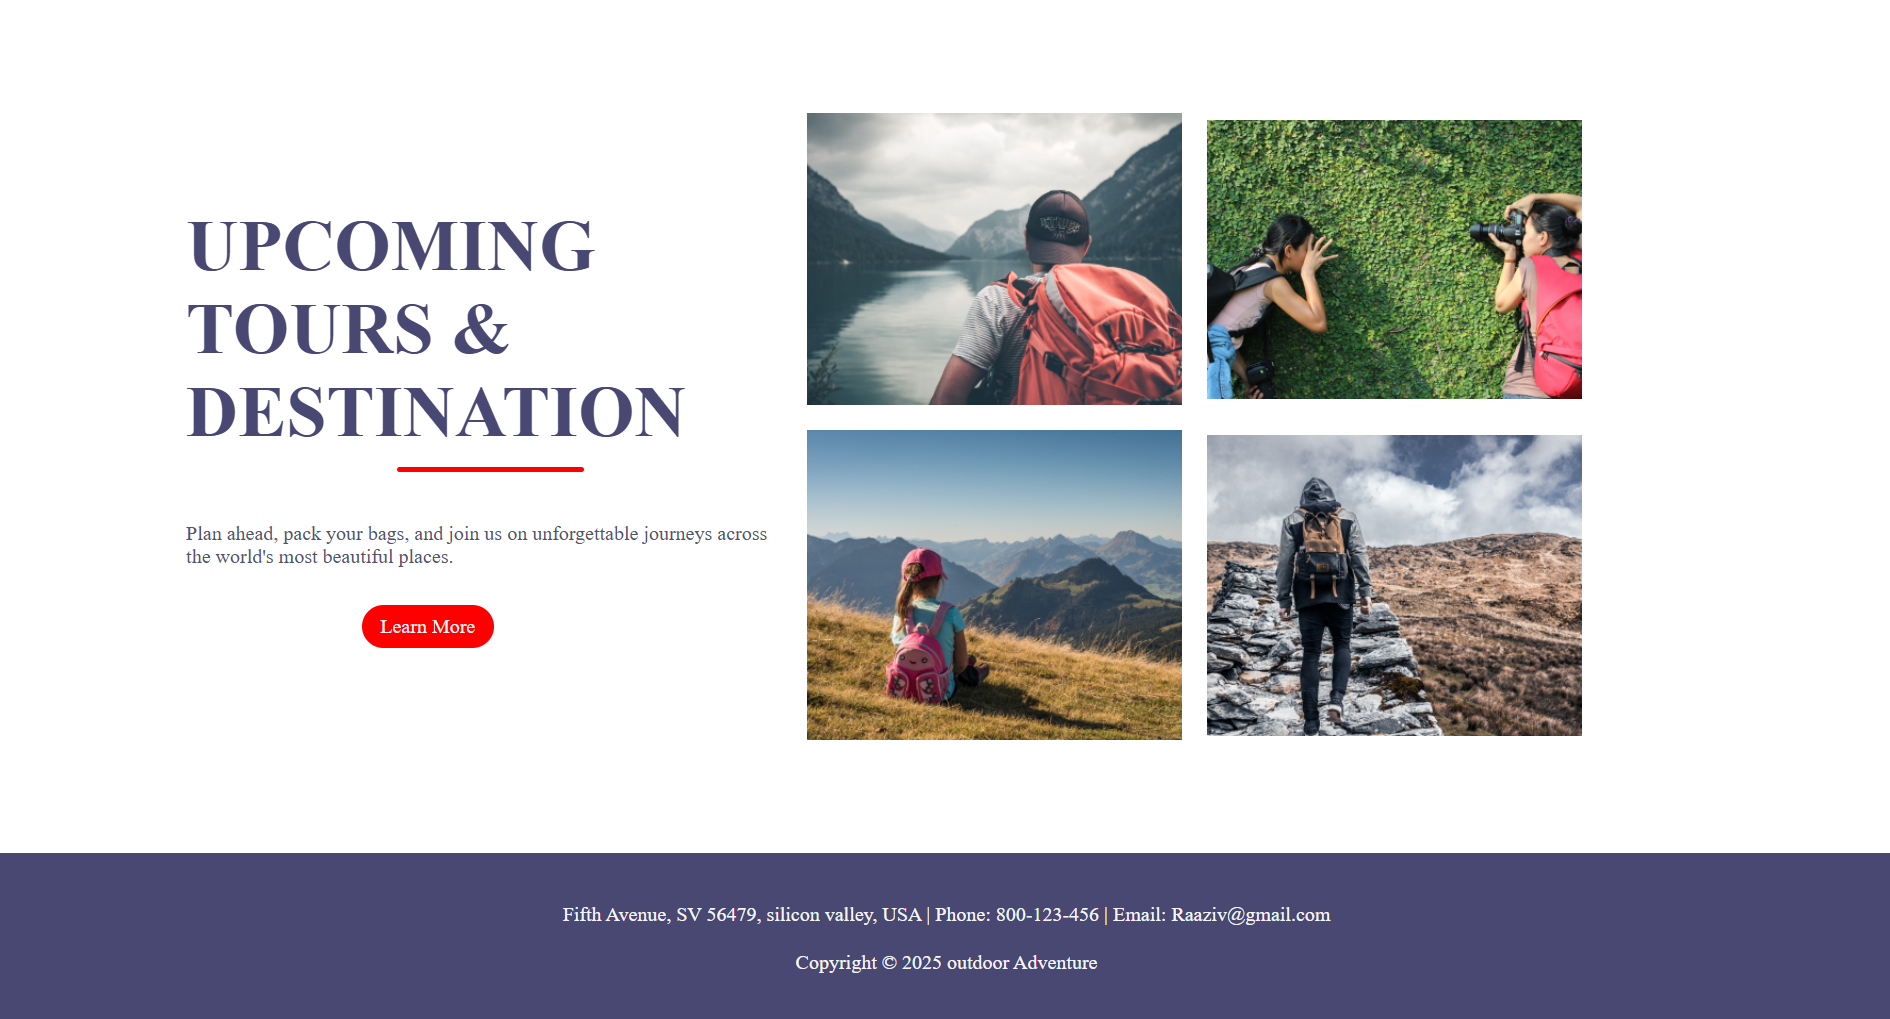 UPCOMING
TOURS &
DESTINATION
Plan ahead, pack your bags, and join us on unforgettable journeys across
the world's most beautiful places.
Learn More
Fifth Avenue, SV 56479, silicon valley, USA | Phone: 800-123-456 | Email: Raaziv@gmail.com
Copyright © 2025 outdoor Adventure